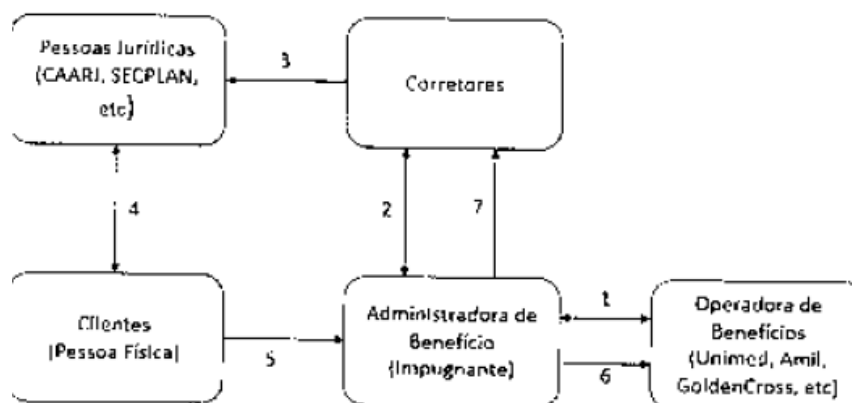 Pessoas Jurídicas
(CAARJ, SECPLAN,
etc)
3
Corretores
4
2
7
Clientes
(Pessoa Física)
5
Administradora de
Benefício
(Impugnante)
1
6
Operadora de
Benefícios
(Unimed, Amil,
GoldenCross, etc)